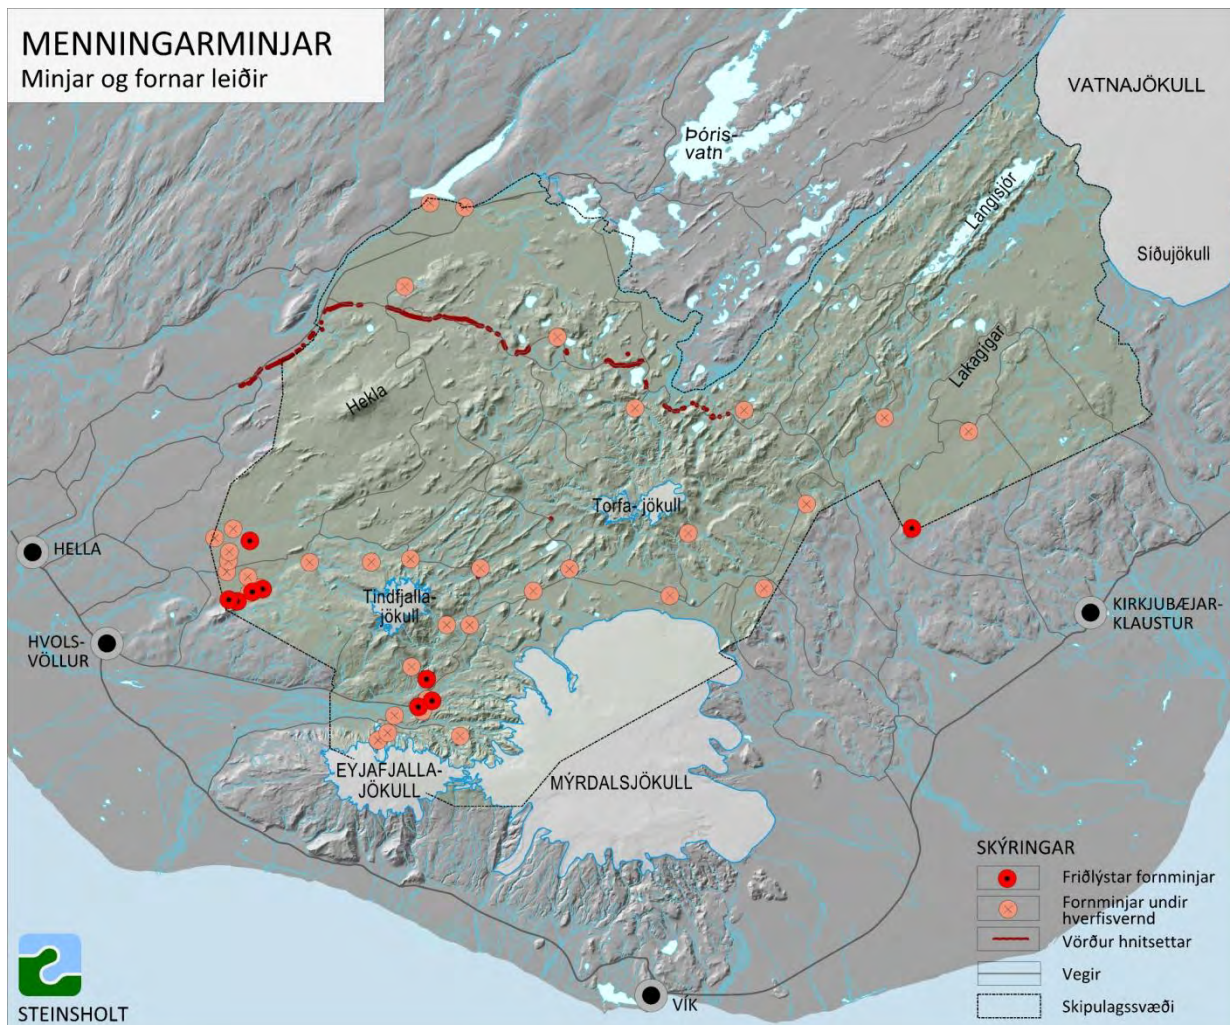 MENNINGARMINJAR
Minjar og fornar leiðir
VATNAJÖKULL
Þóris-
vatn
Langisjór
Síðujökull
Lakagígar
Hekla
Torfa- jökull
HELLA
Tindfjalla-
jökull
KIRKJUBÆJAR-
KLAUSTUR
HVOLS-
VÖLLUR
EYJAFJALLA-
JÖKULL
MÝRDALSJÖKULL
SKÝRINGAR
Friðlýstar fornminjar
Fornminjar undir
hverfisvernd
Vörður hnitsettar
Vegir
Skipulagssvæði
VÍK
STEINSHOLT